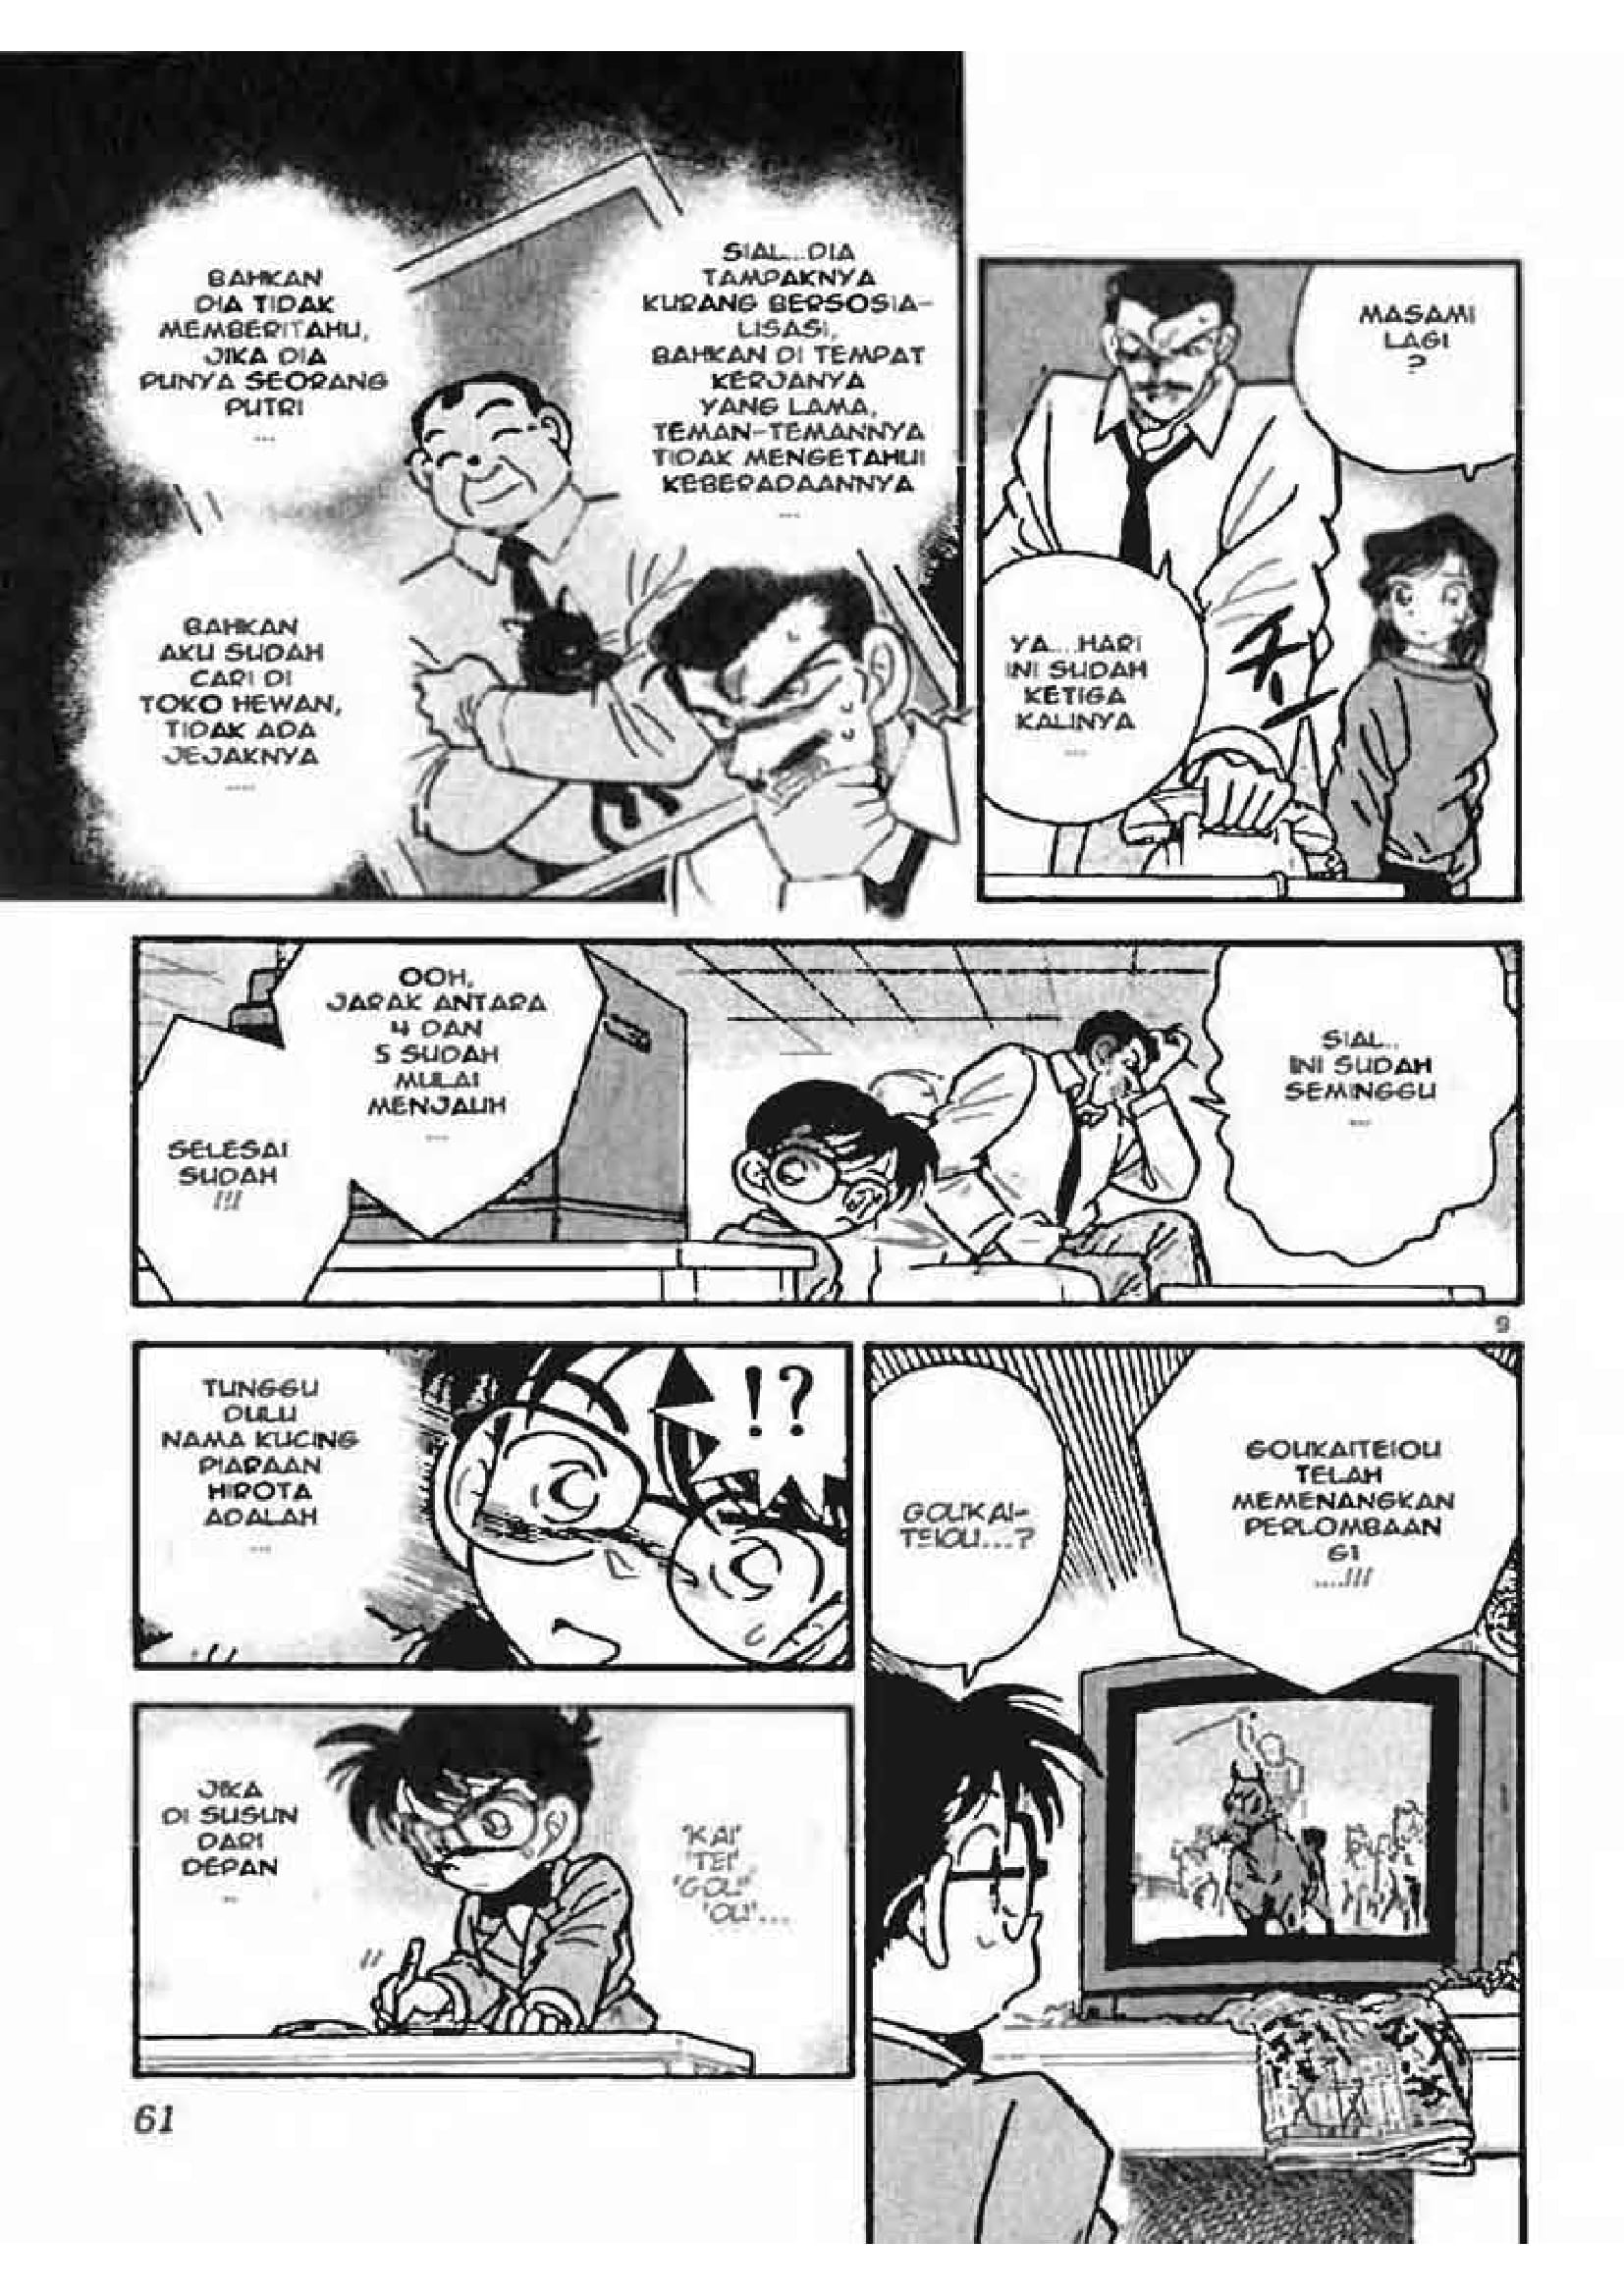 MASAMI
LAGI
?
YA....HARI
INI SUDAH
KETIGA
KALINYA
...
チ
SIAL...DIA
TAMPAKNYA
KURANG BERSOSIA-
LISASI,
BAHKAN DI TEMPAT
KERJANYA
YANG LAMA,
TEMAN-TEMANNYA
TIDAK MENGETAHUI
KEBERADAANNYA
...
BAHKAN
DIA TIDAK
MEMBERITAHU,
JIKA DIA
PUNYA SEORANG
PUTRI
...
BAHKAN
AKU SUDAH
CARI DI
TOKO HEWAN,
TIDAK ADA
JEJAKNYA
....
SIAL..
INI SUDAH
SEMINGGU
...
OOH,
JARAK ANTARA
4 DAN
5 SUDAH
MULAI
MENJAUH
...
SELESAI
SUDAH
!!!
9
GOUKAITEIOU
TELAH
MEMENANGKAN
PERLOMBAAN
G1
....!!!
GOUKAI-
TEIOU....?
!?
TUNGGU
DULU
NAMA KUCING
PIARAAN
HIROTA
ADALAH
...
'KAI'
'TEI'
'GOU'
'OU'...
JIKA
DI SUSUN
DARI
DEPAN
..
61